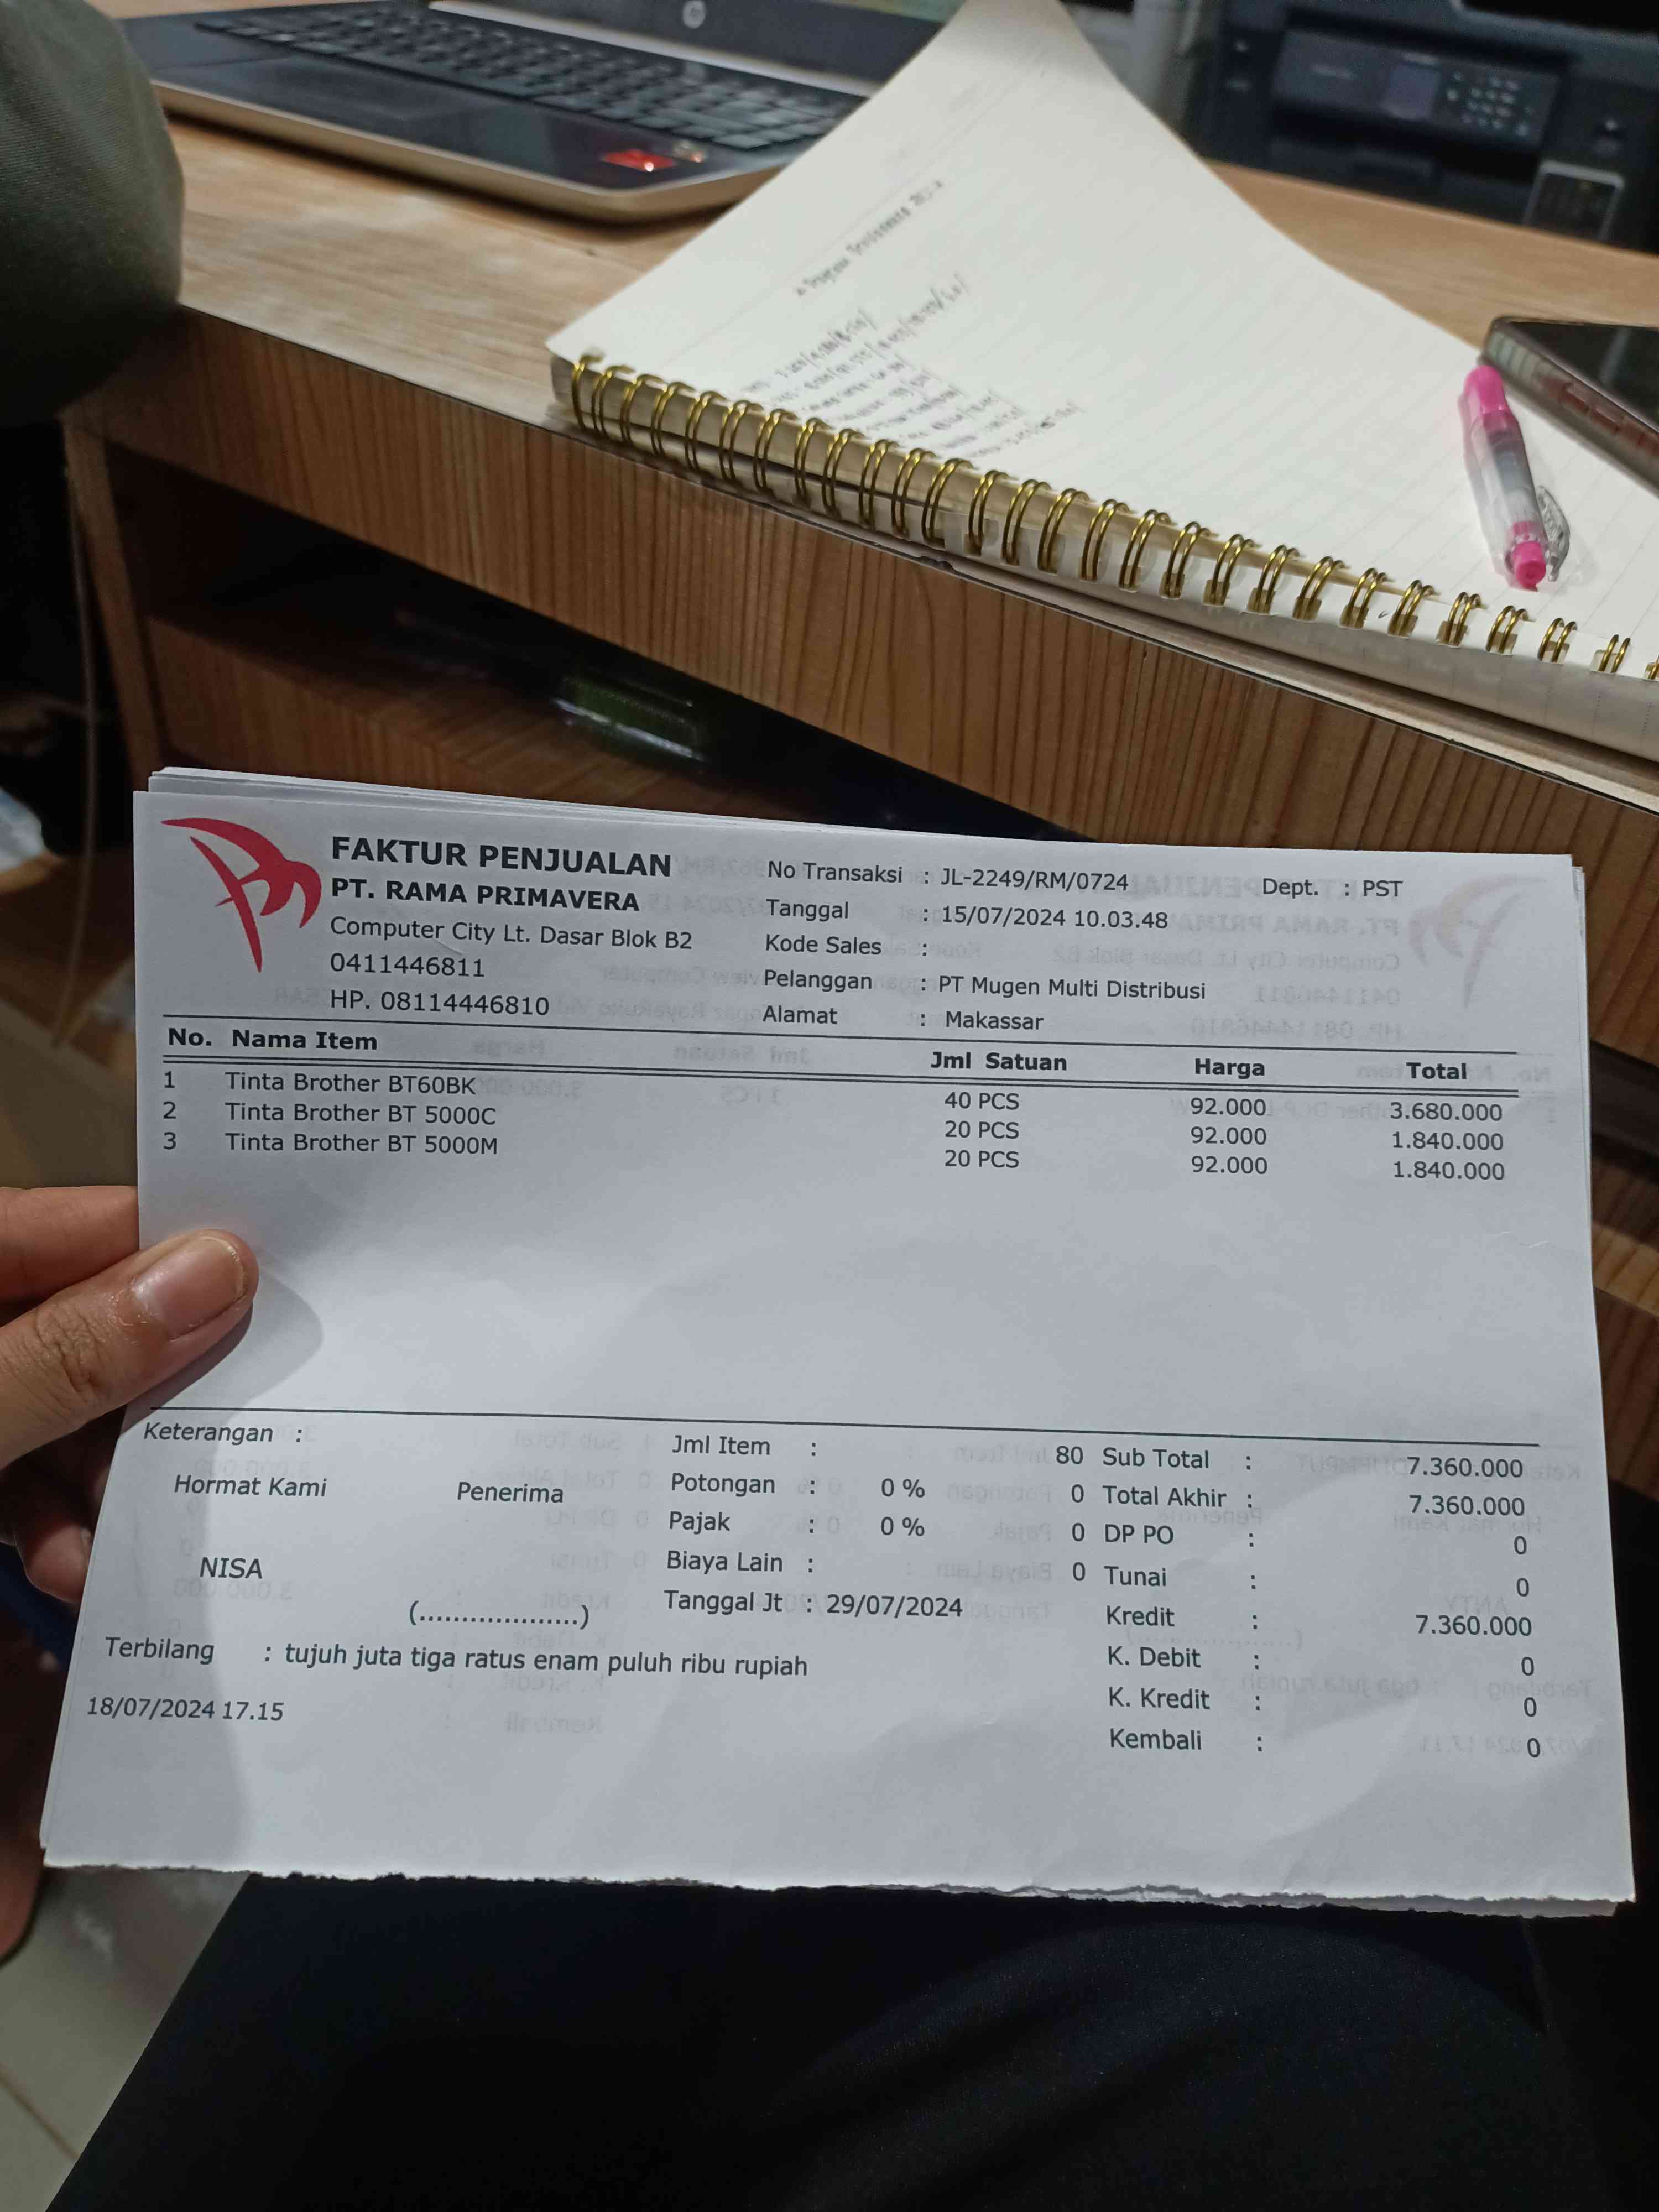 FAKTUR PENJUALAN
PT. RAMA PRIMAVERA
Computer City Lt. Dasar Blok B2
0411446811
HP. 08114446810
No Transaksi : JL-2249/RM/0724 Dept. : PST
Tanggal : 15/07/2024 10.03.48
Kode Sales :
Pelanggan : PT Mugen Multi Distribusi
Alamat : Makassar
No. Nama Item Jml Satuan Harga Total
1 Tinta Brother BT60BK 40 PCS 92.000 3.680.000
2 Tinta Brother BT 5000C 20 PCS 92.000 1.840.000
3 Tinta Brother BT 5000M 20 PCS 92.000 1.840.000
Keterangan :
Hormat Kami Penerima
NISA
(...................)
Jml Item : 80
Potongan : 0 % 0
Pajak : 0 % 0
Biaya Lain : 0
Tanggal Jt : 29/07/2024
Sub Total : 7.360.000
Total Akhir : 7.360.000
DP PO : 0
Tunai : 0
Kredit : 7.360.000
K. Debit : 0
K. Kredit : 0
Kembali : 0
Terbilang : tujuh juta tiga ratus enam puluh ribu rupiah
18/07/2024 17.15